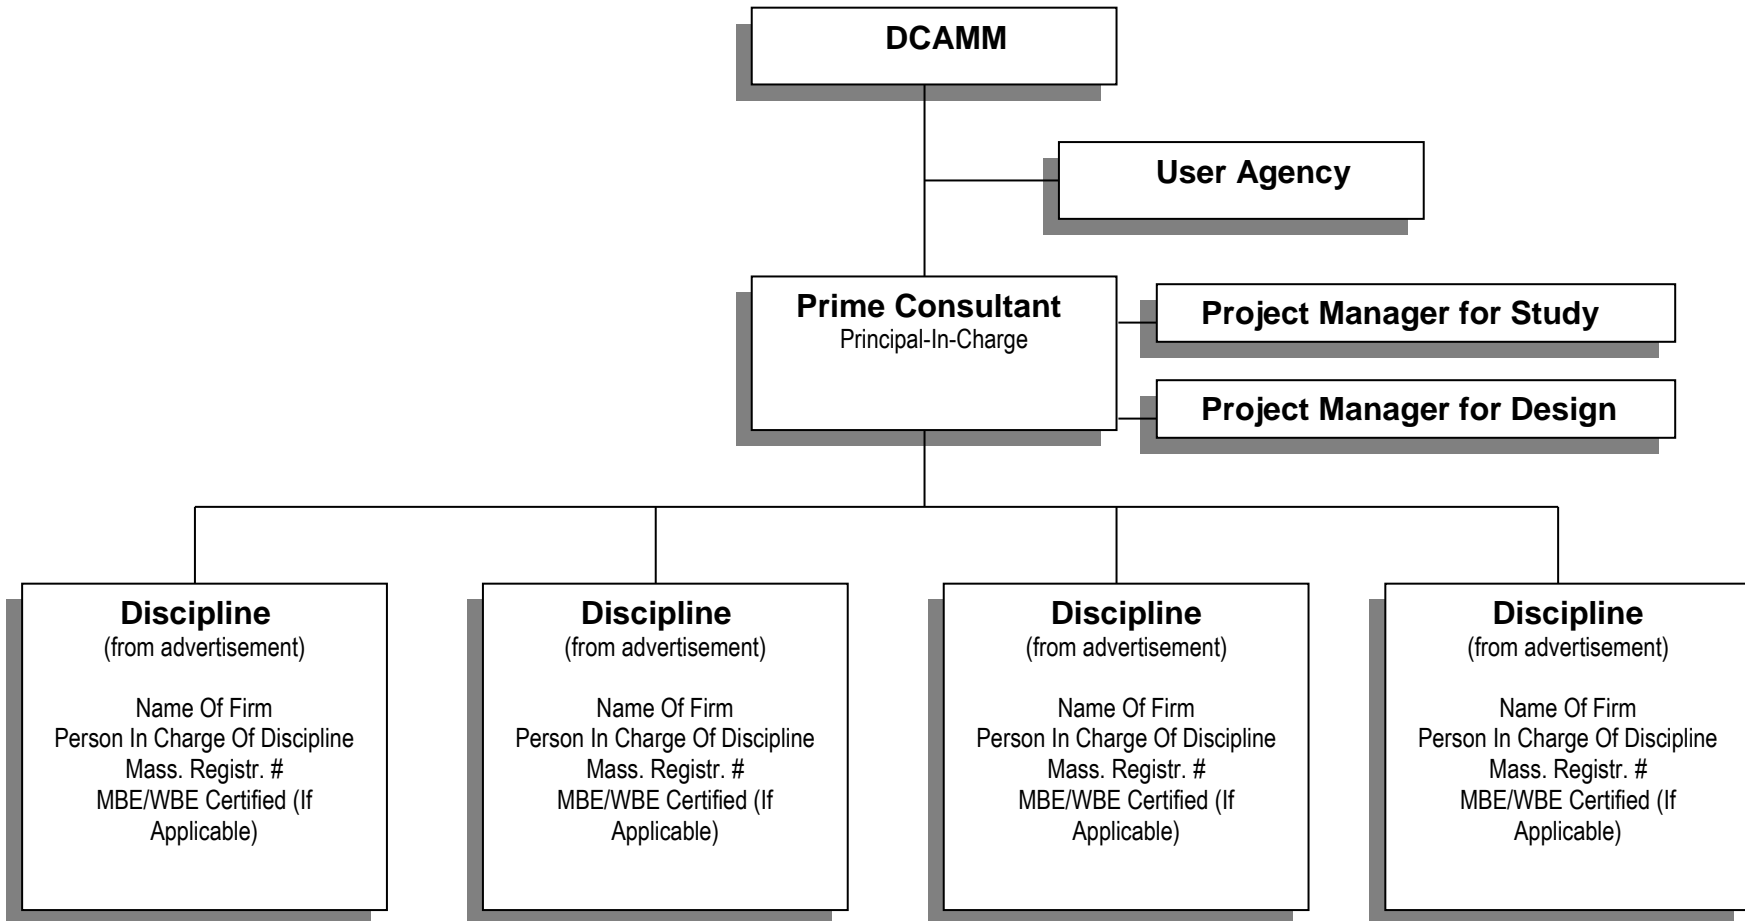 DCAMM
User Agency
Prime Consultant
Principal-In-Charge
Project Manager for Study
Project Manager for Design
Discipline
(from advertisement)
Name Of Firm
Person In Charge Of Discipline
Mass. Registr. #
MBE/WBE Certified (If
Applicable)
Discipline
(from advertisement)
Name Of Firm
Person In Charge Of Discipline
Mass. Registr. #
MBE/WBE Certified (If
Applicable)
Discipline
(from advertisement)
Name Of Firm
Person In Charge Of Discipline
Mass. Registr. #
MBE/WBE Certified (If
Applicable)
Discipline
(from advertisement)
Name Of Firm
Person In Charge Of Discipline
Mass. Registr. #
MBE/WBE Certified (If
Applicable)